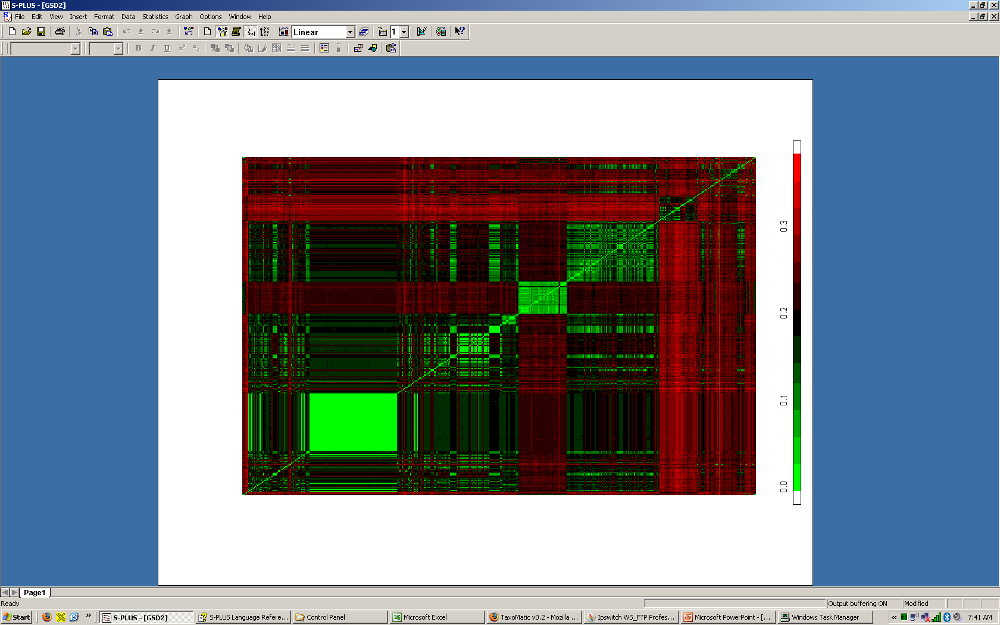 S-PLUS - [GSD2]
File Edit View Insert Format Data Statistics Graph Options Window Help
Linear 1
B I U x² x₂
0.3
0.2
0.1
0.0
Page1
Ready Output buffering ON Modified
Start » S-PLUS - [GSD2] S-PLUS Language Refere... Control Panel Microsoft Excel TaxoMatic v0.2 - Mozilla ... Ipswitch WS_FTP Profes... Microsoft PowerPoint - [... Windows Task Manager « 7:41 AM